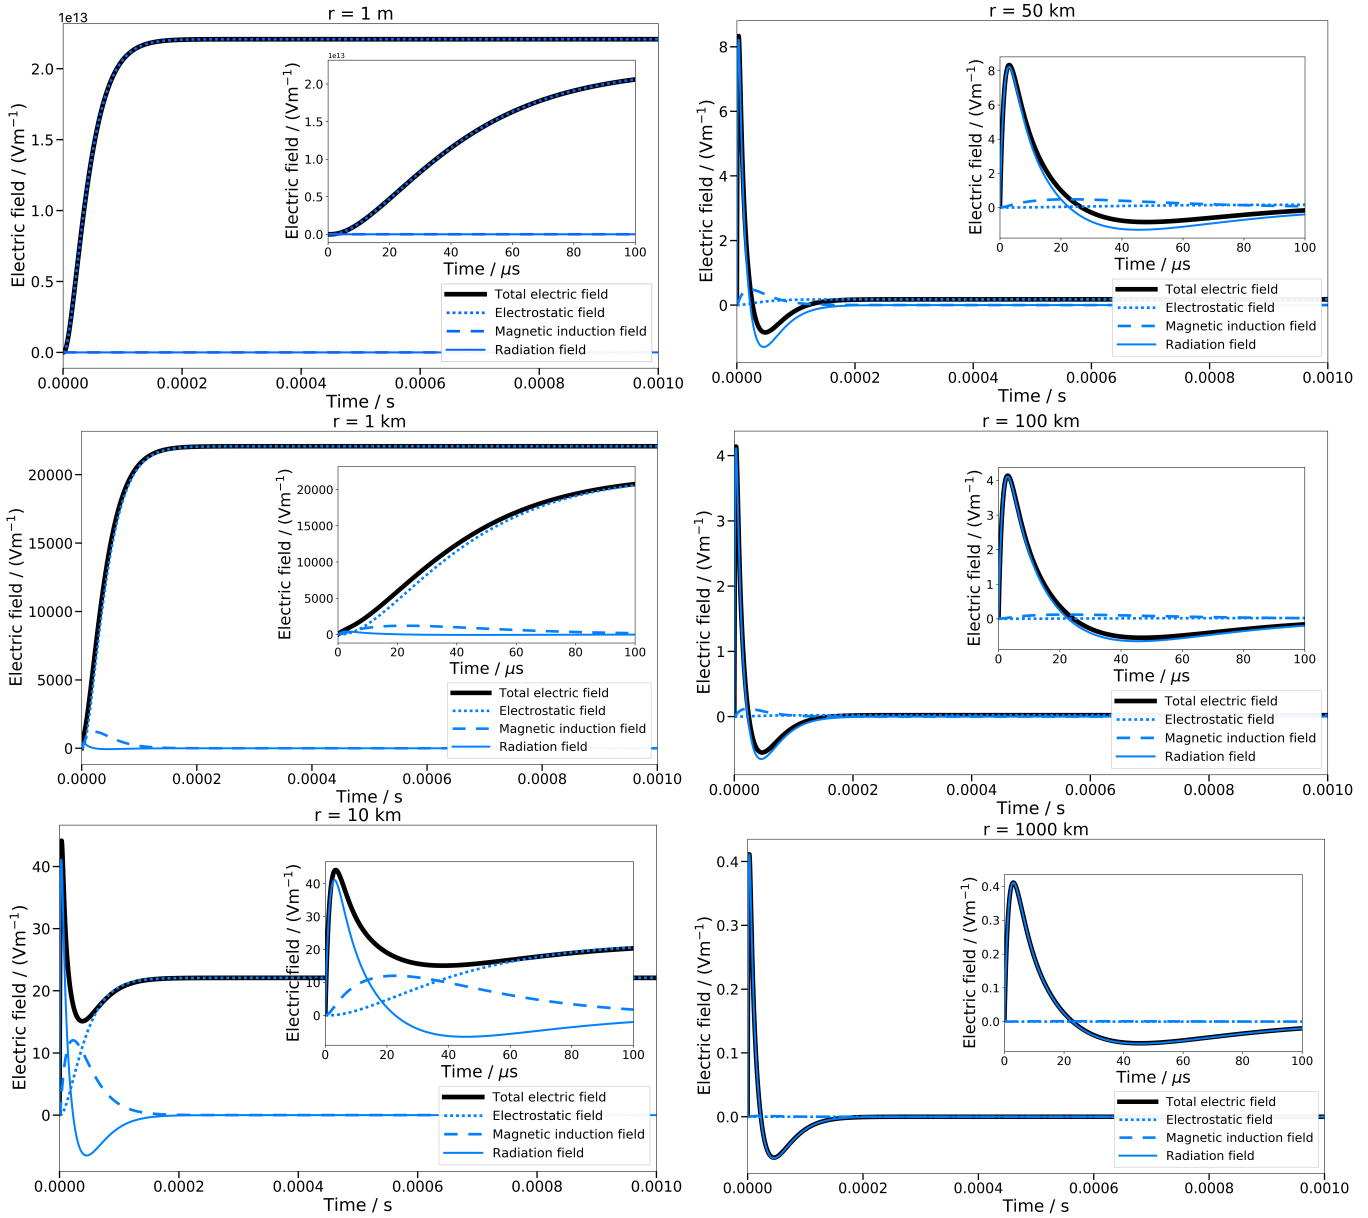 r = 1 m
1e13
Electric field / (Vm⁻¹)
2.0
1.5
1.0
0.5
0.0
0.0000 0.0002 0.0004 0.0006 0.0008 0.0010
Time / s
1e13
Electric field / (Vm⁻¹)
2.0
1.5
1.0
0.5
0.0
0 20 40 60 80 100
Time / μs
Total electric field
Electrostatic field
Magnetic induction field
Radiation field
r = 50 km
Electric field / (Vm⁻¹)
8
6
4
2
0
0.0000 0.0002 0.0004 0.0006 0.0008 0.0010
Time / s
Electric field / (Vm⁻¹)
8
6
4
2
0
0 20 40 60 80 100
Time / μs
Total electric field
Electrostatic field
Magnetic induction field
Radiation field
r = 1 km
Electric field / (Vm⁻¹)
20000
15000
10000
5000
0
0.0000 0.0002 0.0004 0.0006 0.0008 0.0010
Time / s
Electric field / (Vm⁻¹)
20000
15000
10000
5000
0
0 20 40 60 80 100
Time / μs
Total electric field
Electrostatic field
Magnetic induction field
Radiation field
r = 100 km
Electric field / (Vm⁻¹)
4
3
2
1
0
0.0000 0.0002 0.0004 0.0006 0.0008 0.0010
Time / s
Electric field / (Vm⁻¹)
4
3
2
1
0
0 20 40 60 80 100
Time / μs
Total electric field
Electrostatic field
Magnetic induction field
Radiation field
r = 10 km
Electric field / (Vm⁻¹)
40
30
20
10
0
0.0000 0.0002 0.0004 0.0006 0.0008 0.0010
Time / s
Electric field / (Vm⁻¹)
40
30
20
10
0
0 20 40 60 80 100
Time / μs
Total electric field
Electrostatic field
Magnetic induction field
Radiation field
r = 1000 km
Electric field / (Vm⁻¹)
0.4
0.3
0.2
0.1
0.0
0.0000 0.0002 0.0004 0.0006 0.0008 0.0010
Time / s
Electric field / (Vm⁻¹)
0.4
0.3
0.2
0.1
0.0
0 20 40 60 80 100
Time / μs
Total electric field
Electrostatic field
Magnetic induction field
Radiation field